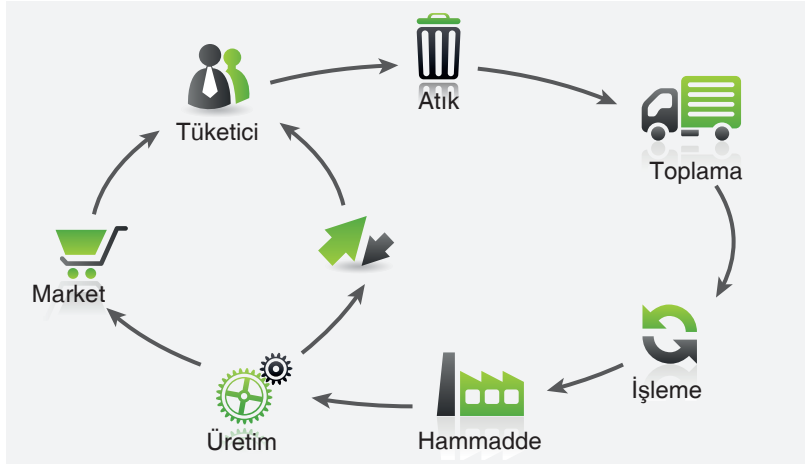 Atık
Tüketici
Toplama
Market
İşleme
Üretim
Hammadde